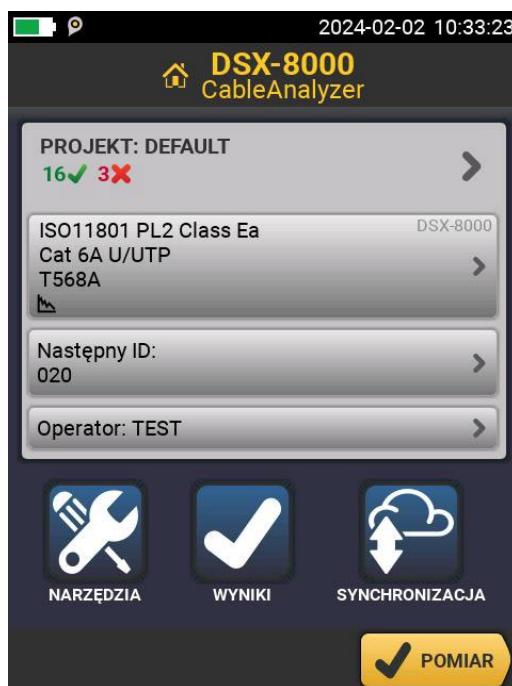 2024-02-02 10:33:23
DSX-8000
CableAnalyzer
PROJEKT: DEFAULT
16 3
ISO11801 PL2 Class Ea
DSX-8000
Cat 6A U/UTP
T568A
Następny ID:
020
Operator: TEST
NARZĘDZIA WYNIKI SYNCHRONIZACJA
POMIAR